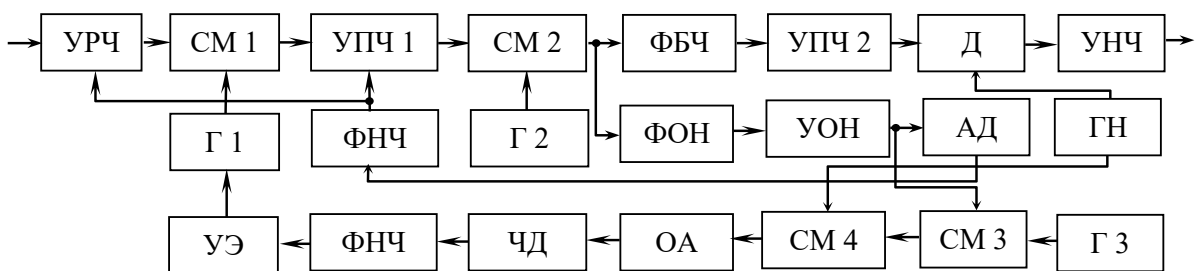 УРЧ
СМ 1
УПЧ 1
СМ 2
ФБЧ
УПЧ 2
Д
УНЧ
Г 1
ФНЧ
Г 2
ФОН
УОН
АД
ГН
УЭ
ФНЧ
ЧД
ОА
СМ 4
СМ 3
Г 3